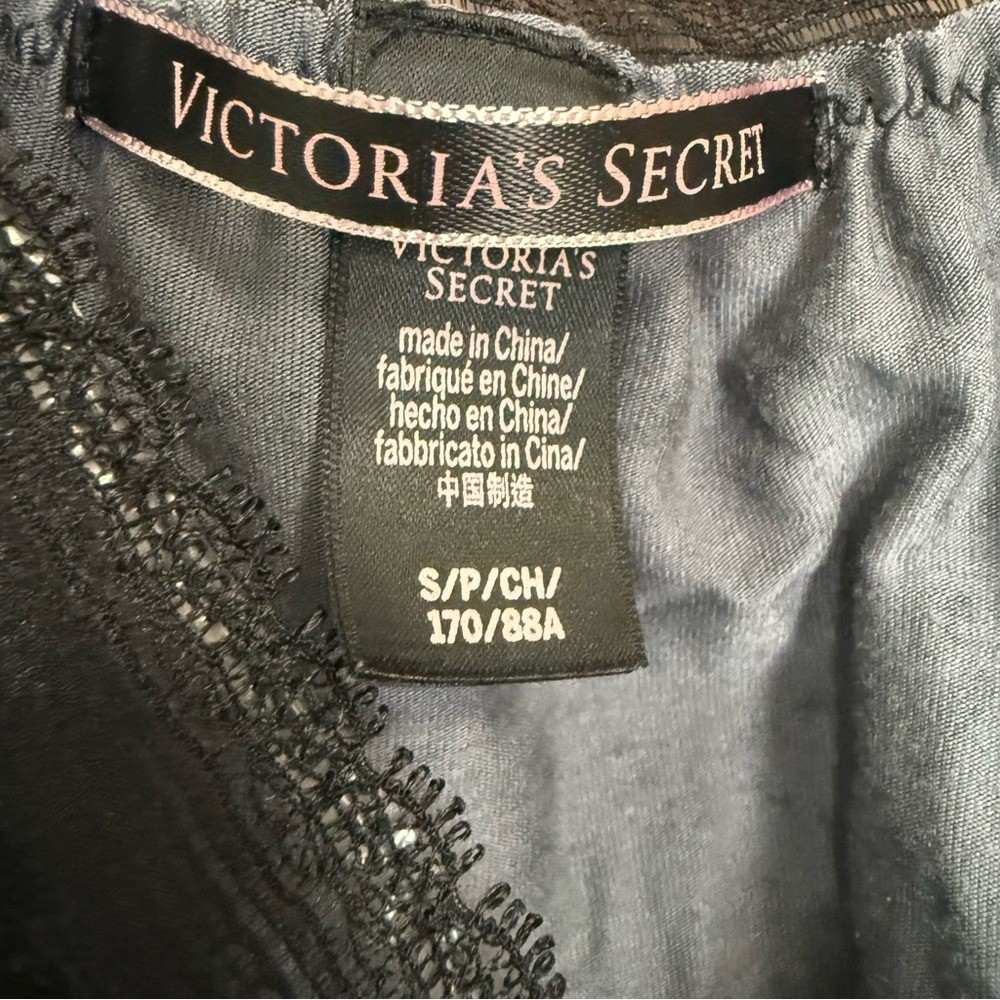 VICTORIA'S SECRET
VICTORIA'S
SECRET
made in China/
fabriqué en Chine/
hecho en China/
fabbricato in Cina/
中国制造
S/P/CH/
170/88A